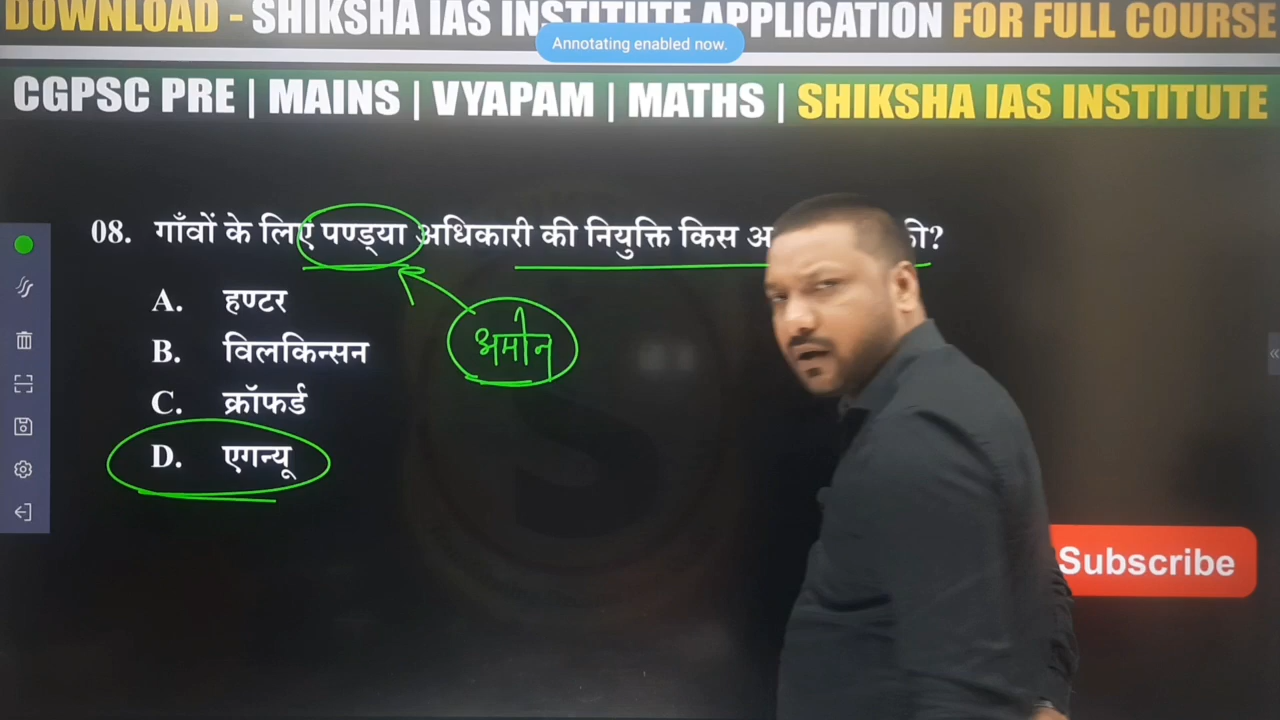 DOWNLOAD - SHIKSHA IAS INSTITUTE APPLICATION FOR FULL COURSE
Annotating enabled now.
CGPSC PRE | MAINS | VYAPAM | MATHS | SHIKSHA IAS INSTITUTE
08. गाँवों के लिए पण्ड्या अधिकारी की नियुक्ति किस की?
A. हण्टर
अमीन
B. विलकिन्सन
C. क्रॉफर्ड
D. एगन्यू
Subscribe